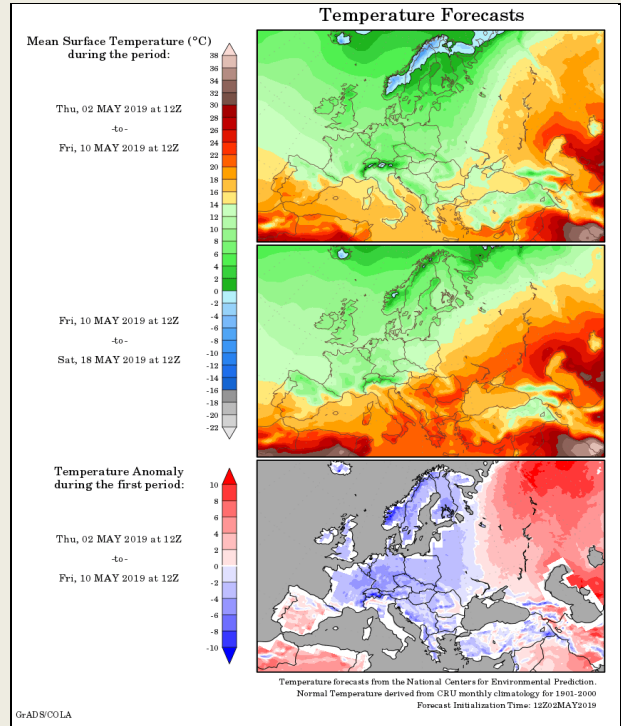 Temperature Forecasts
Mean Surface Temperature (°C)
during the period:
38
36
34
32
30
28
26
24
22
20
18
16
14
12
10
8
6
4
2
0
-2
-4
-6
-8
-10
-12
-14
-16
-18
-20
-22
Thu, 02 MAY 2019 at 12Z
-to-
Fri, 10 MAY 2019 at 12Z
Fri, 10 MAY 2019 at 12Z
-to-
Sat, 18 MAY 2019 at 12Z
Temperature Anomaly
during the first period:
10
8
6
4
2
0
-2
-4
-6
-8
-10
Thu, 02 MAY 2019 at 12Z
-to-
Fri, 10 MAY 2019 at 12Z
Temperature forecasts from the National Centers for Environmental Prediction.
Normal Temperature derived from CRU monthly climatology for 1901-2000
Forecast Initialization Time: 12Z02MAY2019
GrADS/COLA